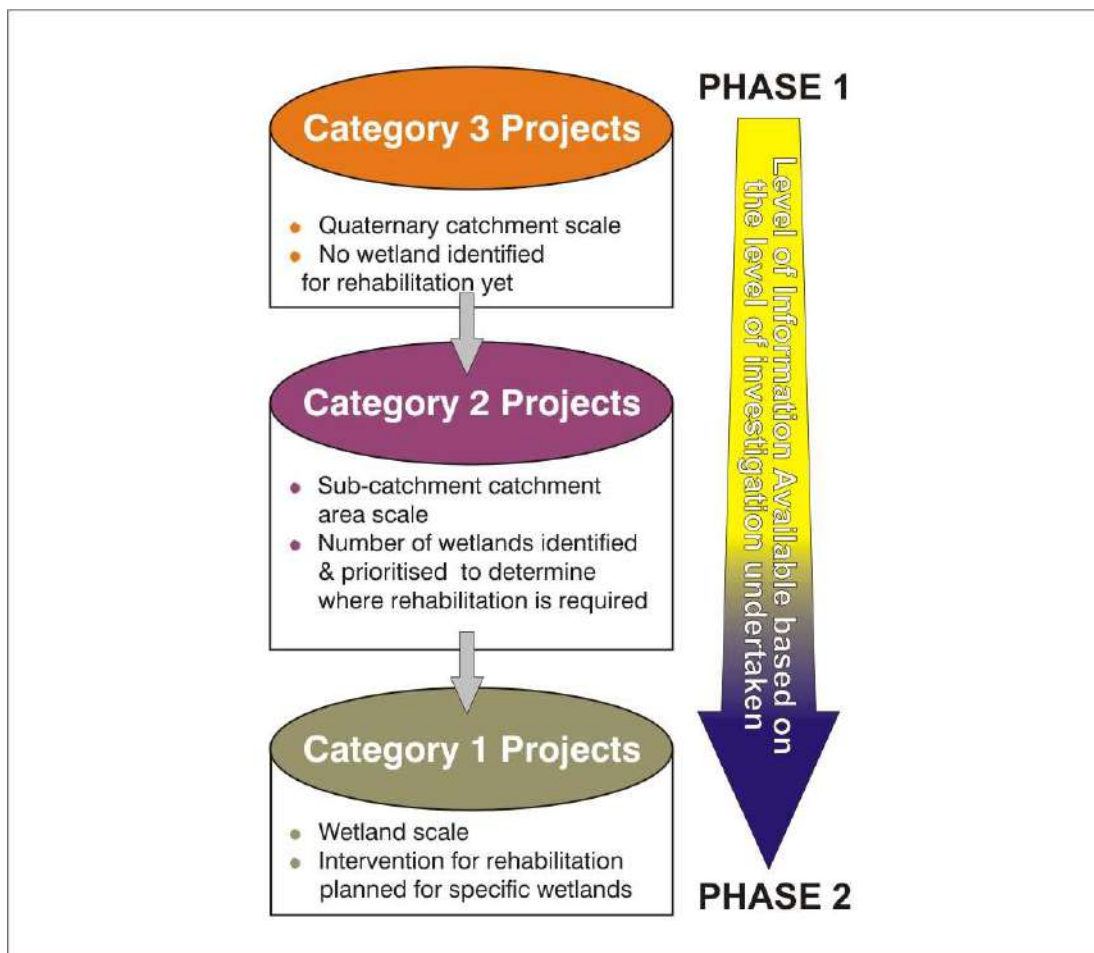 PHASE 1
Category 3 Projects
• Quaternary catchment scale
• No wetland identified
for rehabilitation yet
Category 2 Projects
• Sub-catchment catchment
area scale
• Number of wetlands identified
& prioritised to determine
where rehabilitation is required
Category 1 Projects
• Wetland scale
• Intervention for rehabilitation
planned for specific wetlands
Level of Information Available based on
the level of investigation undertaken
PHASE 2